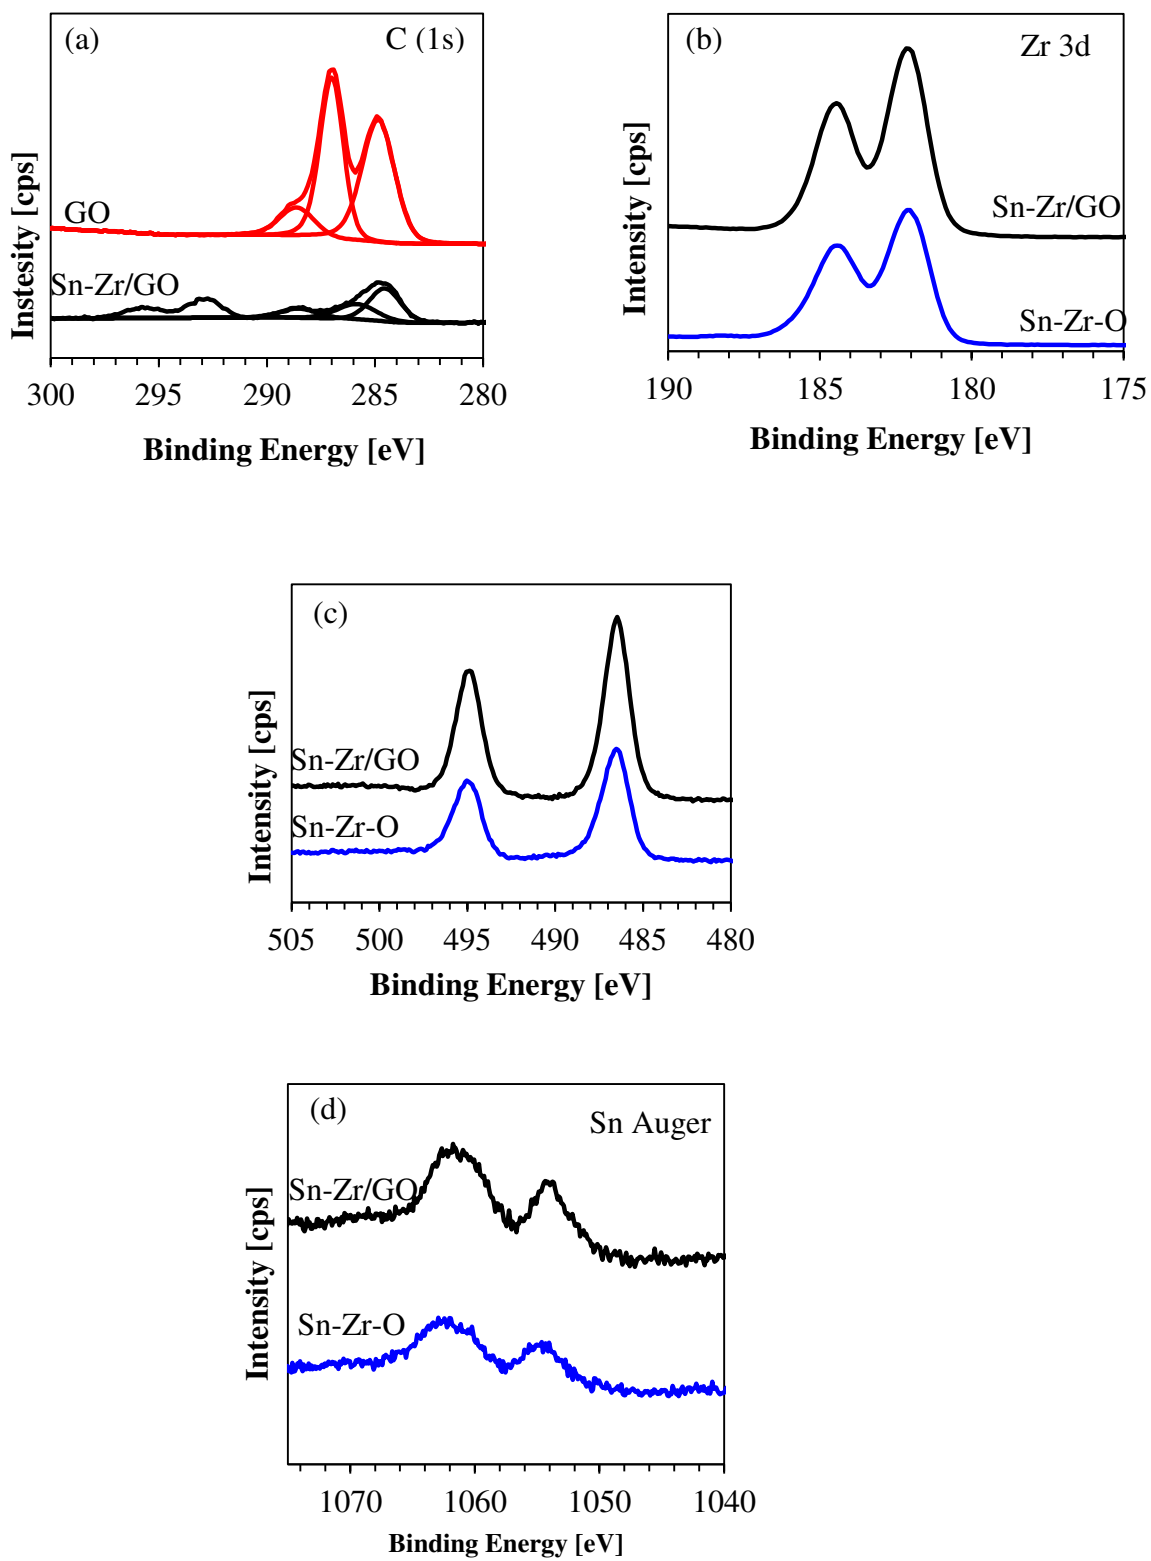 (a)
C (1s)
Instesity [cps]
GO
Sn-Zr/GO
300
295
290
285
280
Binding Energy [eV]
(b)
Zr 3d
Intensity [cps]
Sn-Zr/GO
Sn-Zr-O
190
185
180
175
Binding Energy [eV]
(c)
Intensity [cps]
Sn-Zr/GO
Sn-Zr-O
505
500
495
490
485
480
Binding Energy [eV]
(d)
Sn Auger
Intensity [cps]
Sn-Zr/GO
Sn-Zr-O
1070
1060
1050
1040
Binding Energy [eV]